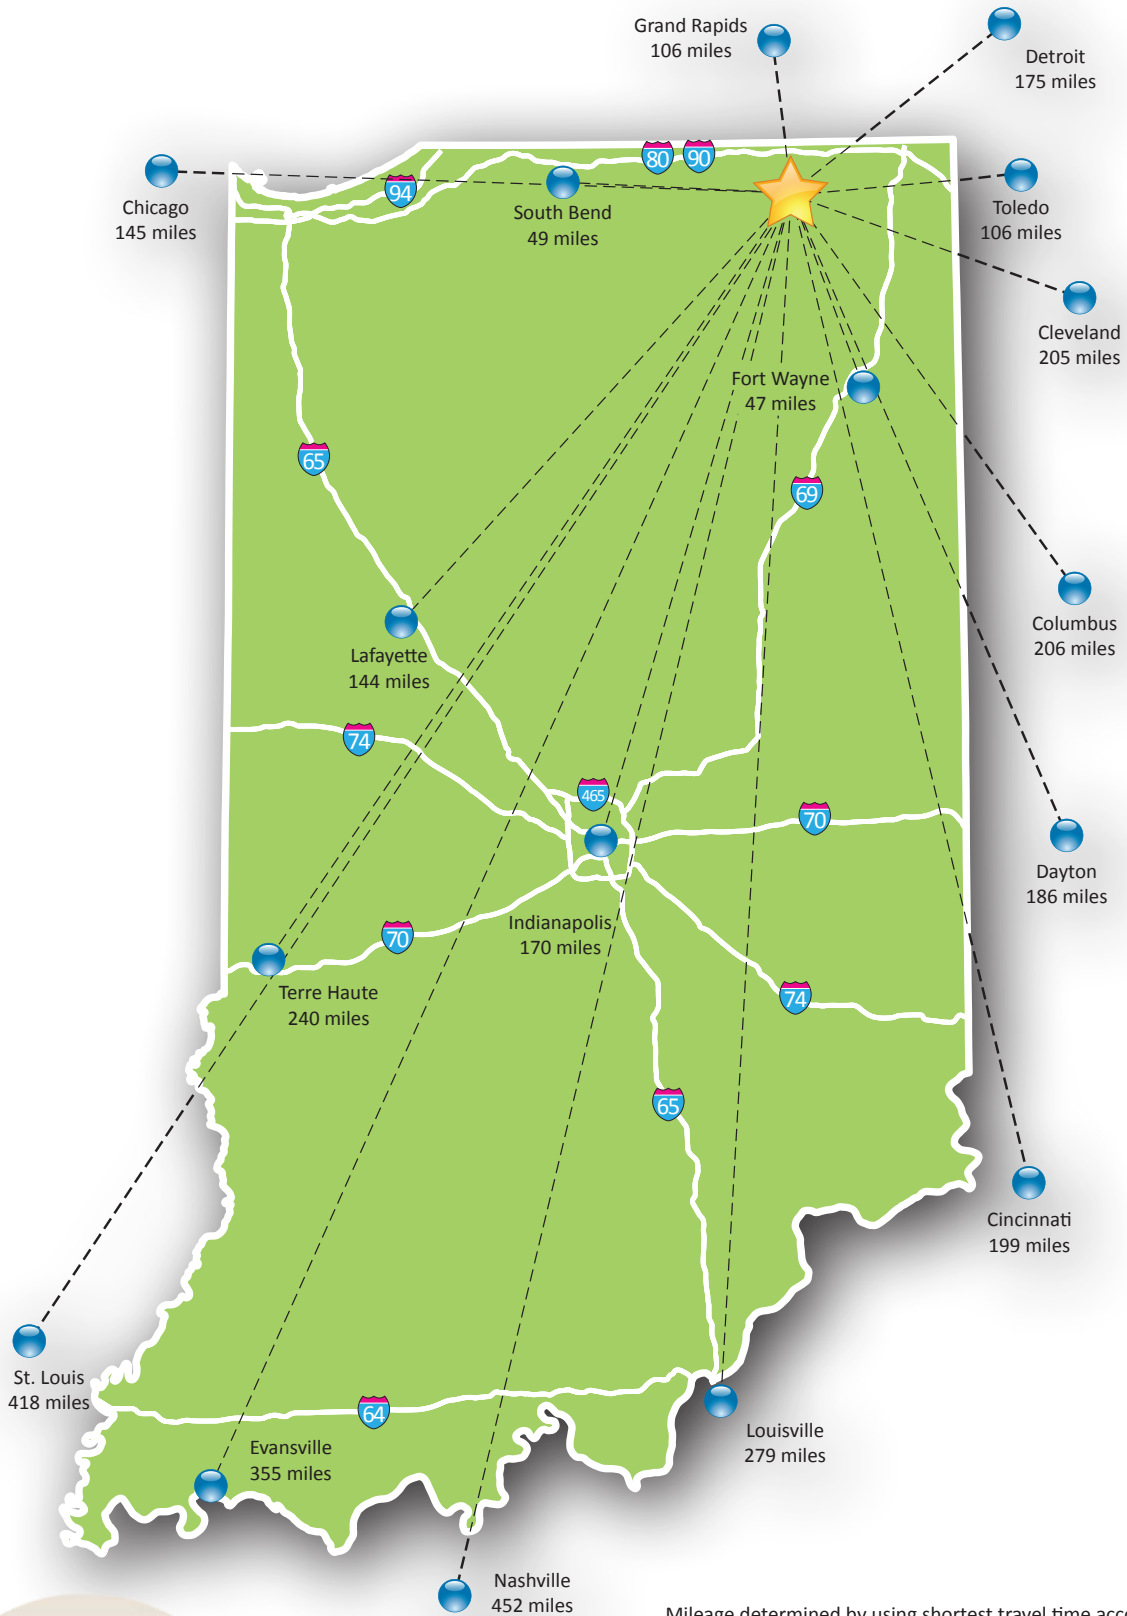 Grand Rapids
106 miles
Detroit
175 miles
80
90
94
Chicago
145 miles
South Bend
49 miles
Toledo
106 miles
Cleveland
205 miles
Fort Wayne
47 miles
65
69
Columbus
206 miles
Lafayette
144 miles
74
465
70
Dayton
186 miles
Indianapolis
170 miles
70
Terre Haute
240 miles
74
65
Cincinnati
199 miles
St. Louis
418 miles
64
Louisville
279 miles
Evansville
355 miles
Nashville
452 miles
Mileage determined by using shortest travel time acco